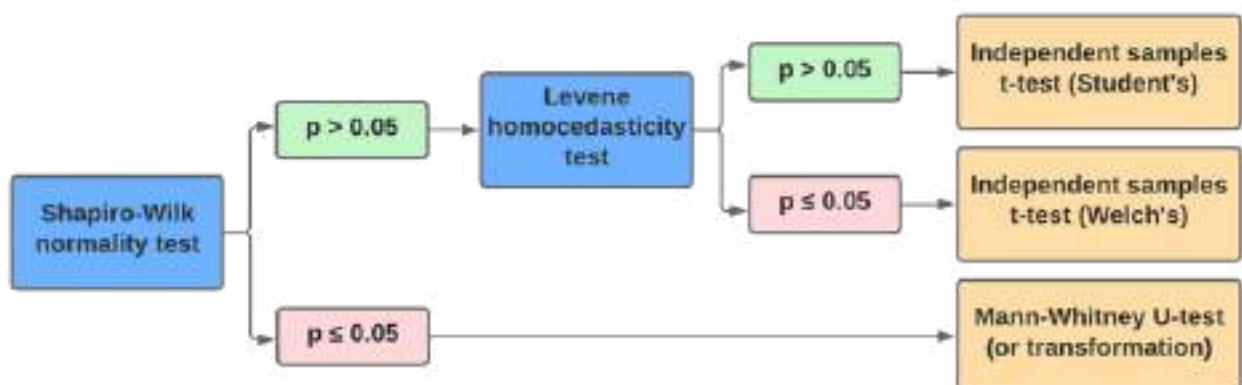 Shapiro-Wilk
normality test
p > 0.05
p ≤ 0.05
Levene
homocedasticity
test
p > 0.05
p ≤ 0.05
Independent samples
t-test (Student's)
Independent samples
t-test (Welch's)
Mann-Whitney U-test
(or transformation)